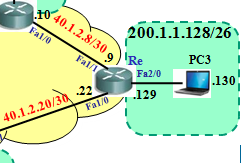 .10
Fa1/0
40.1.2.8/30
200.1.1.128/26
.9
Fa1/1
Re
Fa2/0
PC3
.22
.130
.129
Fa1/0
40.1.2.20/30